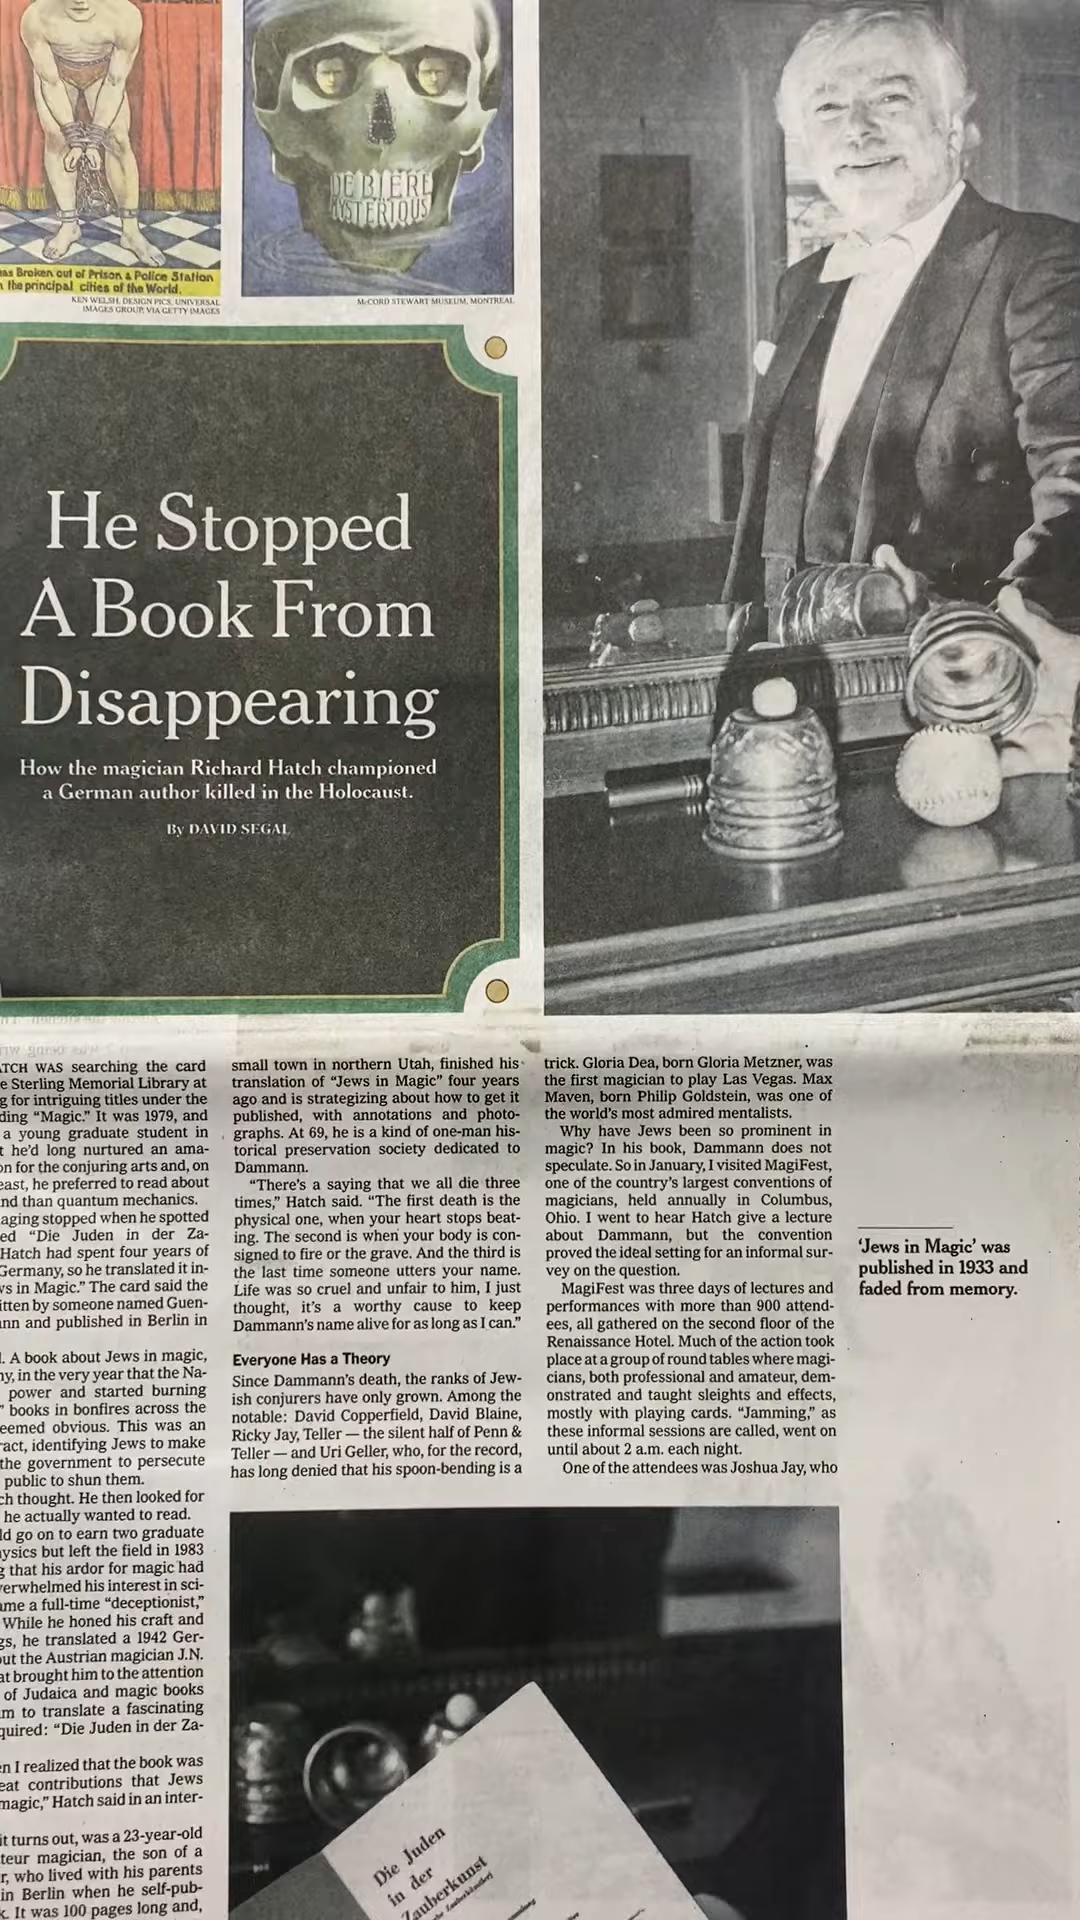 DE BIERE
MYSTERIOUS
as Broken out of Prison & Police Station
the principal cities of the World.
KEN WELSH, DESIGN PICS, UNIVERSAL
IMAGES GROUP, VIA GETTY IMAGES
McCORD STEWART MUSEUM, MONTREAL
He Stopped
A Book From
Disappearing
How the magician Richard Hatch championed
a German author killed in the Holocaust.
By DAVID SEGAL
ATCH WAS searching the card
e Sterling Memorial Library at
g for intriguing titles under the
ding “Magic.” It was 1979, and
a young graduate student in
t he’d long nurtured an ama-
on for the conjuring arts and, on
east, he preferred to read about
nd than quantum mechanics.
aging stopped when he spotted
ed “Die Juden in der Za-
Hatch had spent four years of
Germany, so he translated it in-
ws in Magic.” The card said the
itten by someone named Guen-
ann and published in Berlin in
l. A book about Jews in magic,
ny, in the very year that the Na-
power and started burning
” books in bonfires across the
eemed obvious. This was an
ract, identifying Jews to make
the government to persecute
public to shun them.
ch thought. He then looked for
he actually wanted to read.
ld go on to earn two graduate
ysics but left the field in 1983
g that his ardor for magic had
verwhelmed his interest in sci-
ame a full-time “deceptionist,”
While he honed his craft and
gs, he translated a 1942 Ger-
out the Austrian magician J.N.
at brought him to the attention
of Judaica and magic books
m to translate a fascinating
quired: “Die Juden in der Za-
en I realized that the book was
eat contributions that Jews
magic,” Hatch said in an inter-
it turns out, was a 23-year-old
teur magician, the son of a
r, who lived with his parents
in Berlin when he self-pub-
k. It was 100 pages long and,
small town in northern Utah, finished his
translation of “Jews in Magic” four years
ago and is strategizing about how to get it
published, with annotations and photo-
graphs. At 69, he is a kind of one-man his-
torical preservation society dedicated to
Dammann.
“There’s a saying that we all die three
times,” Hatch said. “The first death is the
physical one, when your heart stops beat-
ing. The second is when your body is con-
signed to fire or the grave. And the third is
the last time someone utters your name.
Life was so cruel and unfair to him, I just
thought, it’s a worthy cause to keep
Dammann’s name alive for as long as I can.”
Everyone Has a Theory
Since Dammann’s death, the ranks of Jew-
ish conjurers have only grown. Among the
notable: David Copperfield, David Blaine,
Ricky Jay, Teller — the silent half of Penn &
Teller — and Uri Geller, who, for the record,
has long denied that his spoon-bending is a
trick. Gloria Dea, born Gloria Metzner, was
the first magician to play Las Vegas. Max
Maven, born Philip Goldstein, was one of
the world’s most admired mentalists.
Why have Jews been so prominent in
magic? In his book, Dammann does not
speculate. So in January, I visited MagiFest,
one of the country’s largest conventions of
magicians, held annually in Columbus,
Ohio. I went to hear Hatch give a lecture
about Dammann, but the convention
proved the ideal setting for an informal sur-
vey on the question.
MagiFest was three days of lectures and
performances with more than 900 attend-
ees, all gathered on the second floor of the
Renaissance Hotel. Much of the action took
place at a group of round tables where magi-
cians, both professional and amateur, dem-
onstrated and taught sleights and effects,
mostly with playing cards. “Jamming,” as
these informal sessions are called, went on
until about 2 a.m. each night.
One of the attendees was Joshua Jay, who
‘Jews in Magic’ was
published in 1933 and
faded from memory.
Die Juden
in der
Zauberkunst